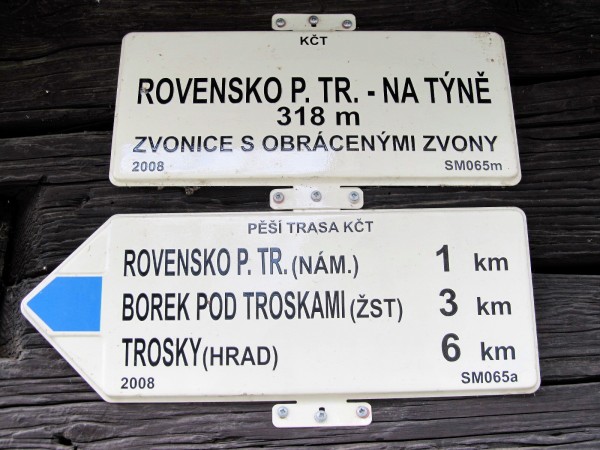 KČT
ROVENSKO P. TR. - NA TÝNĚ
318 m
ZVONICE S OBRÁCENÝMI ZVONY
2008 SM065m
PĚŠÍ TRASA KČT
ROVENSKO P. TR. (NÁM.) 1 km
BOREK POD TROSKAMI (ŽST) 3 km
TROSKY (HRAD) 6 km
2008 SM065a